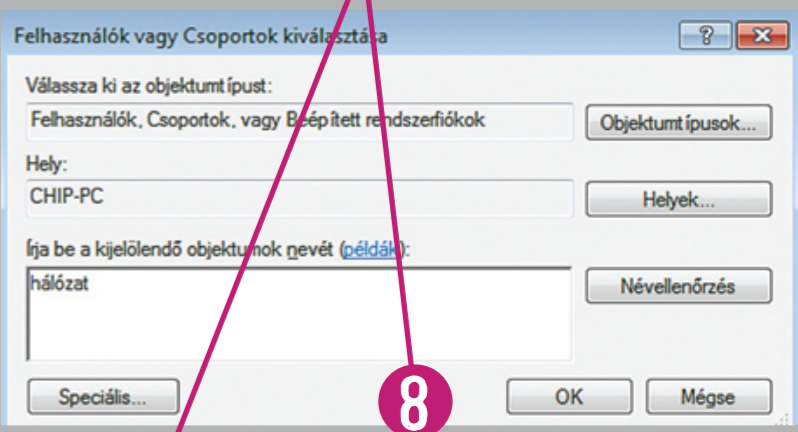 Felhasználók vagy Csoportok kiválasztása
Válassza ki az objektumtípust:
Felhasználók, Csoportok, vagy Beépített rendszerfiókok
Objektumtípusok...
Hely:
CHIP-PC
Helyek...
Írja be a kijelölendő objektumok nevét (példák):
hálózat
Névellenőrzés
Speciális...
8
OK
Mégse